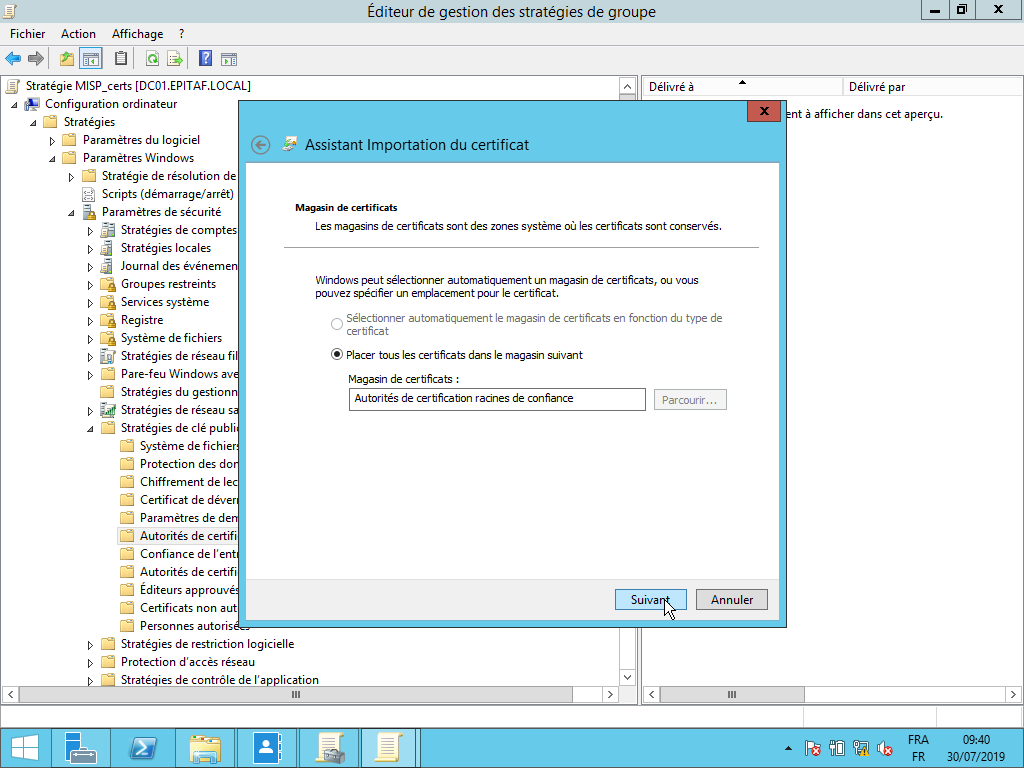 Éditeur de gestion des stratégies de groupe
Fichier Action Affichage ?
Stratégie MISP_certs [DC01.EPITAF.LOCAL]
Configuration ordinateur
Stratégies
Paramètres du logiciel
Paramètres Windows
Stratégie de résolution de
Scripts (démarrage/arrêt)
Paramètres de sécurité
Stratégies de comptes
Stratégies locales
Journal des événemen
Groupes restreints
Services système
Registre
Système de fichiers
Stratégies de réseau fil
Pare-feu Windows ave
Stratégies du gestionn
Stratégies de réseau sa
Stratégies de clé public
Système de fichiers
Protection des don
Chiffrement de lec
Certificat de déver
Paramètres de dem
Autorités de certifi
Confiance de l'entr
Autorités de certifi
Éditeurs approuvés
Certificats non aut
Personnes autorisées
Stratégies de restriction logicielle
Protection d'accès réseau
Stratégies de contrôle de l'application
Délivré à Délivré par
ent à afficher dans cet aperçu.
Assistant Importation du certificat
Magasin de certificats
Les magasins de certificats sont des zones système où les certificats sont conservés.
Windows peut sélectionner automatiquement un magasin de certificats, ou vous
pouvez spécifier un emplacement pour le certificat.
Sélectionner automatiquement le magasin de certificats en fonction du type de
certificat
Placer tous les certificats dans le magasin suivant
Magasin de certificats :
Autorités de certification racines de confiance
Parcourir...
Suivant Annuler
FRA 09:40
FR 30/07/2019